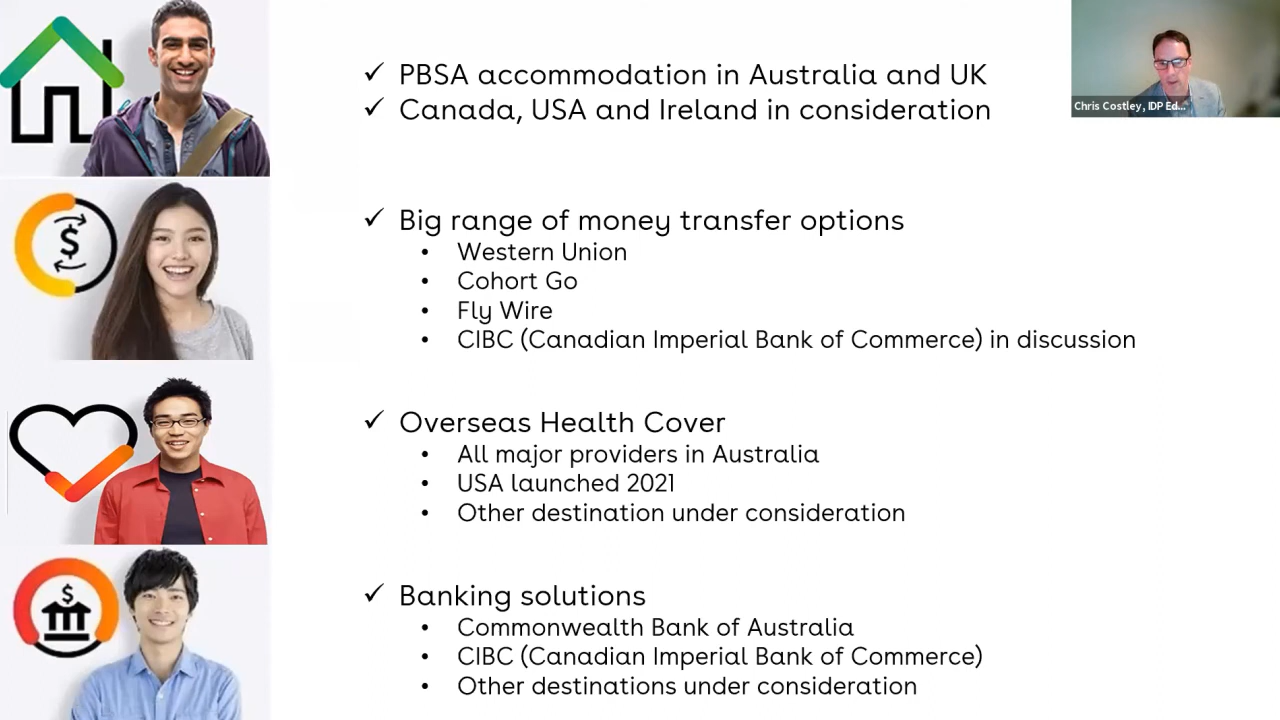 ✓ PBSA accommodation in Australia and UK
✓ Canada, USA and Ireland in consideration
Chris Costley, IDP Ed...
$
✓ Big range of money transfer options
• Western Union
• Cohort Go
• Fly Wire
• CIBC (Canadian Imperial Bank of Commerce) in discussion
✓ Overseas Health Cover
• All major providers in Australia
• USA launched 2021
• Other destination under consideration
$
✓ Banking solutions
• Commonwealth Bank of Australia
• CIBC (Canadian Imperial Bank of Commerce)
• Other destinations under consideration